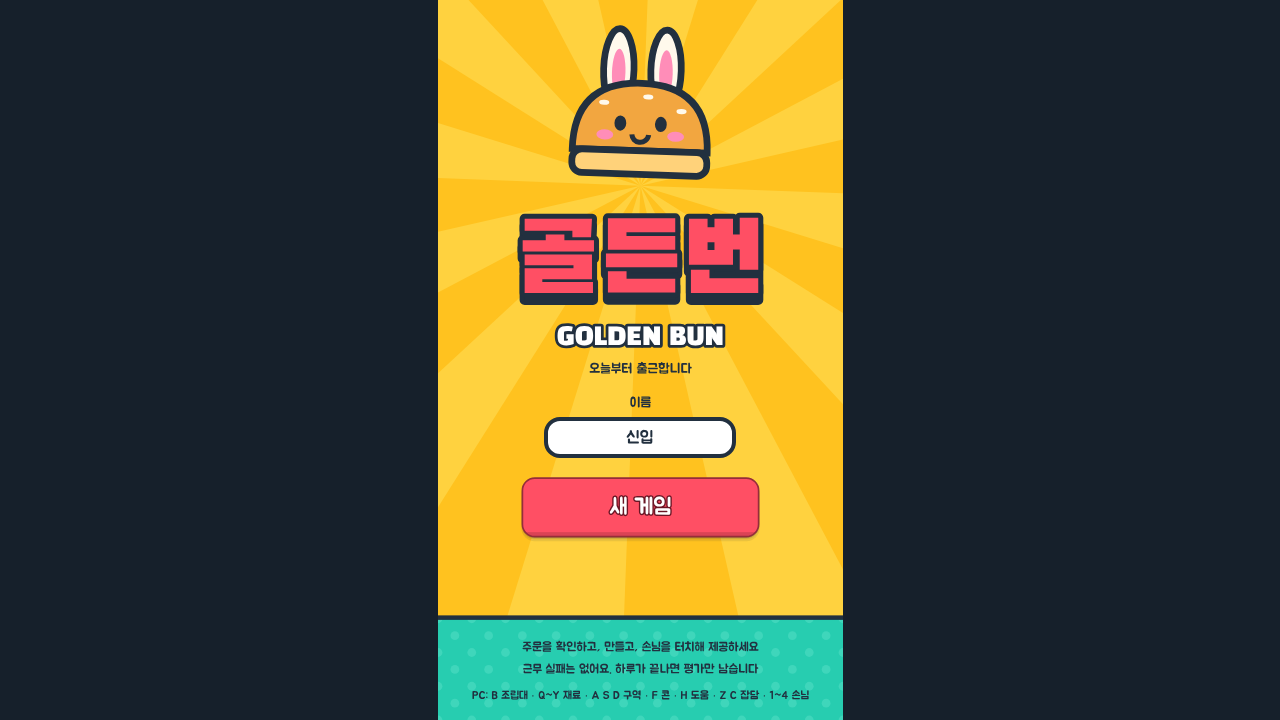 골든번
GOLDEN BUN
오늘부터 출근합니다
이름
신입
새 게임
주문을 확인하고, 만들고, 손님을 터치해 제공하세요
근무 실패는 없어요. 하루가 끝나면 평가만 남습니다
PC: B 조립대 · Q~Y 재료 · A S D 구역 · F 콘 · H 도움 · Z C 잡담 · 1~4 손님